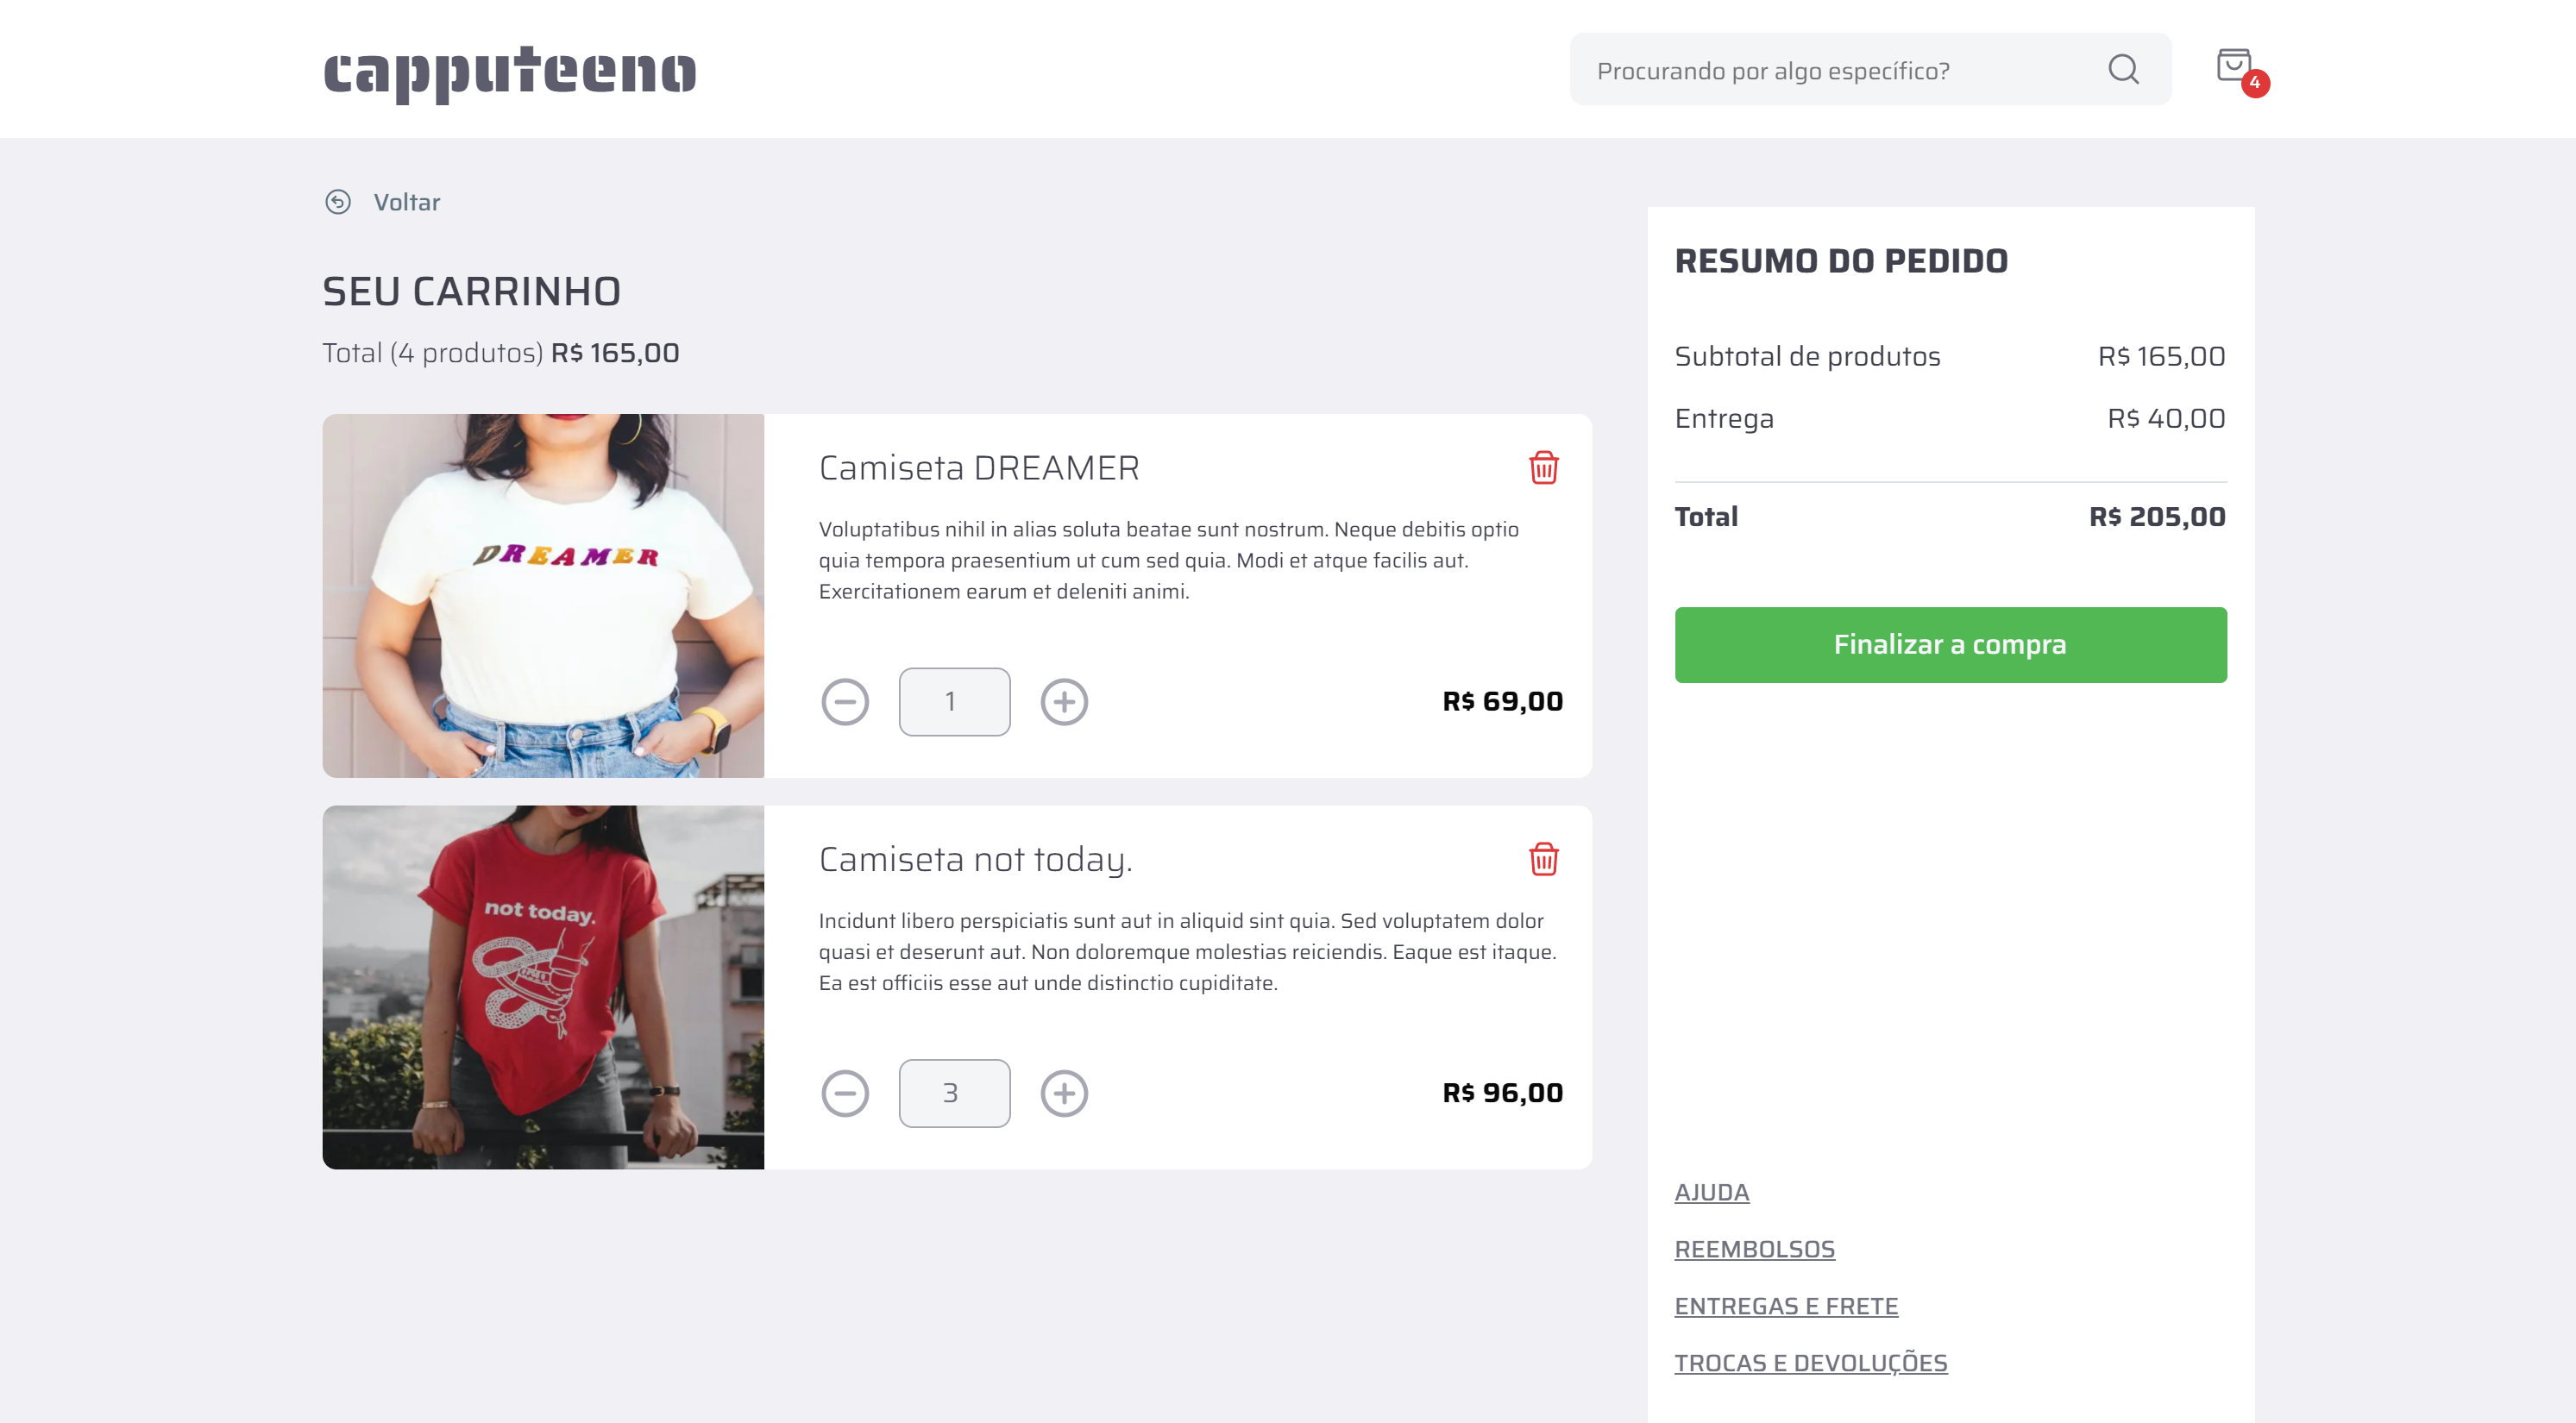 capputeeno
Procurando por algo específico?
4
Voltar
SEU CARRINHO
Total (4 produtos) R$ 165,00
DREAMER
Camiseta DREAMER
Voluptatibus nihil in alias soluta beatae sunt nostrum. Neque debitis optio
quia tempora praesentium ut cum sed quia. Modi et atque facilis aut.
Exercitationem earum et deleniti animi.
1
R$ 69,00
not today.
Camiseta not today.
Incidunt libero perspiciatis sunt aut in aliquid sint quia. Sed voluptatem dolor
quasi et deserunt aut. Non doloremque molestias reiciendis. Eaque est itaque.
Ea est officiis esse aut unde distinctio cupiditate.
3
R$ 96,00
RESUMO DO PEDIDO
Subtotal de produtos R$ 165,00
Entrega R$ 40,00
Total R$ 205,00
Finalizar a compra
AJUDA
REEMBOLSOS
ENTREGAS E FRETE
TROCAS E DEVOLUÇÕES